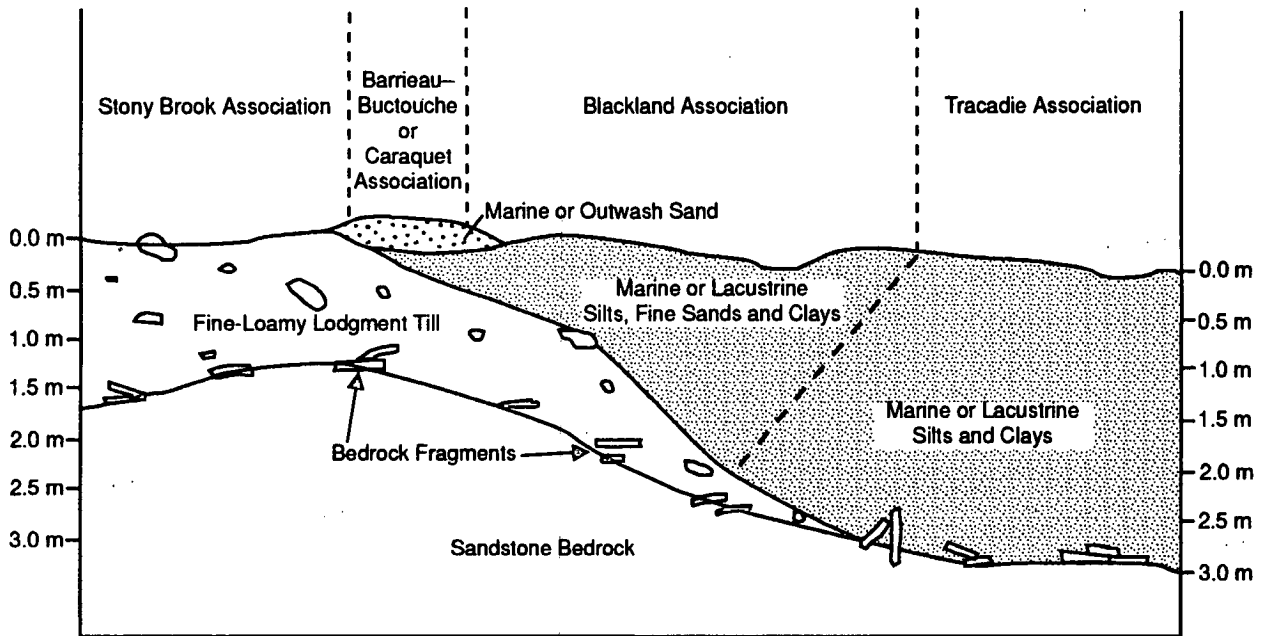 Stony Brook Association
Barrieau–
Buctouche
or
Caraquet
Association
Blackland Association
Tracadie Association
Marine or Outwash Sand
0.0 m
0.5 m
1.0 m
1.5 m
2.0 m
2.5 m
3.0 m
Fine-Loamy Lodgment Till
Marine or Lacustrine
Silts, Fine Sands and Clays
Marine or Lacustrine
Silts and Clays
Bedrock Fragments
Sandstone Bedrock
0.0 m
0.5 m
1.0 m
1.5 m
2.0 m
2.5 m
3.0 m